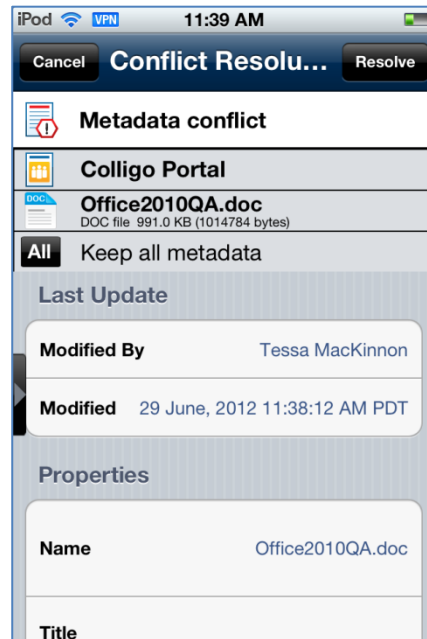 iPod VPN 11:39 AM
Cancel Conflict Resolu... Resolve
Metadata conflict
Colligo Portal
DOC Office2010QA.doc
DOC file 991.0 KB (1014784 bytes)
All Keep all metadata
Last Update
Modified By Tessa MacKinnon
Modified 29 June, 2012 11:38:12 AM PDT
Properties
Name Office2010QA.doc
Title